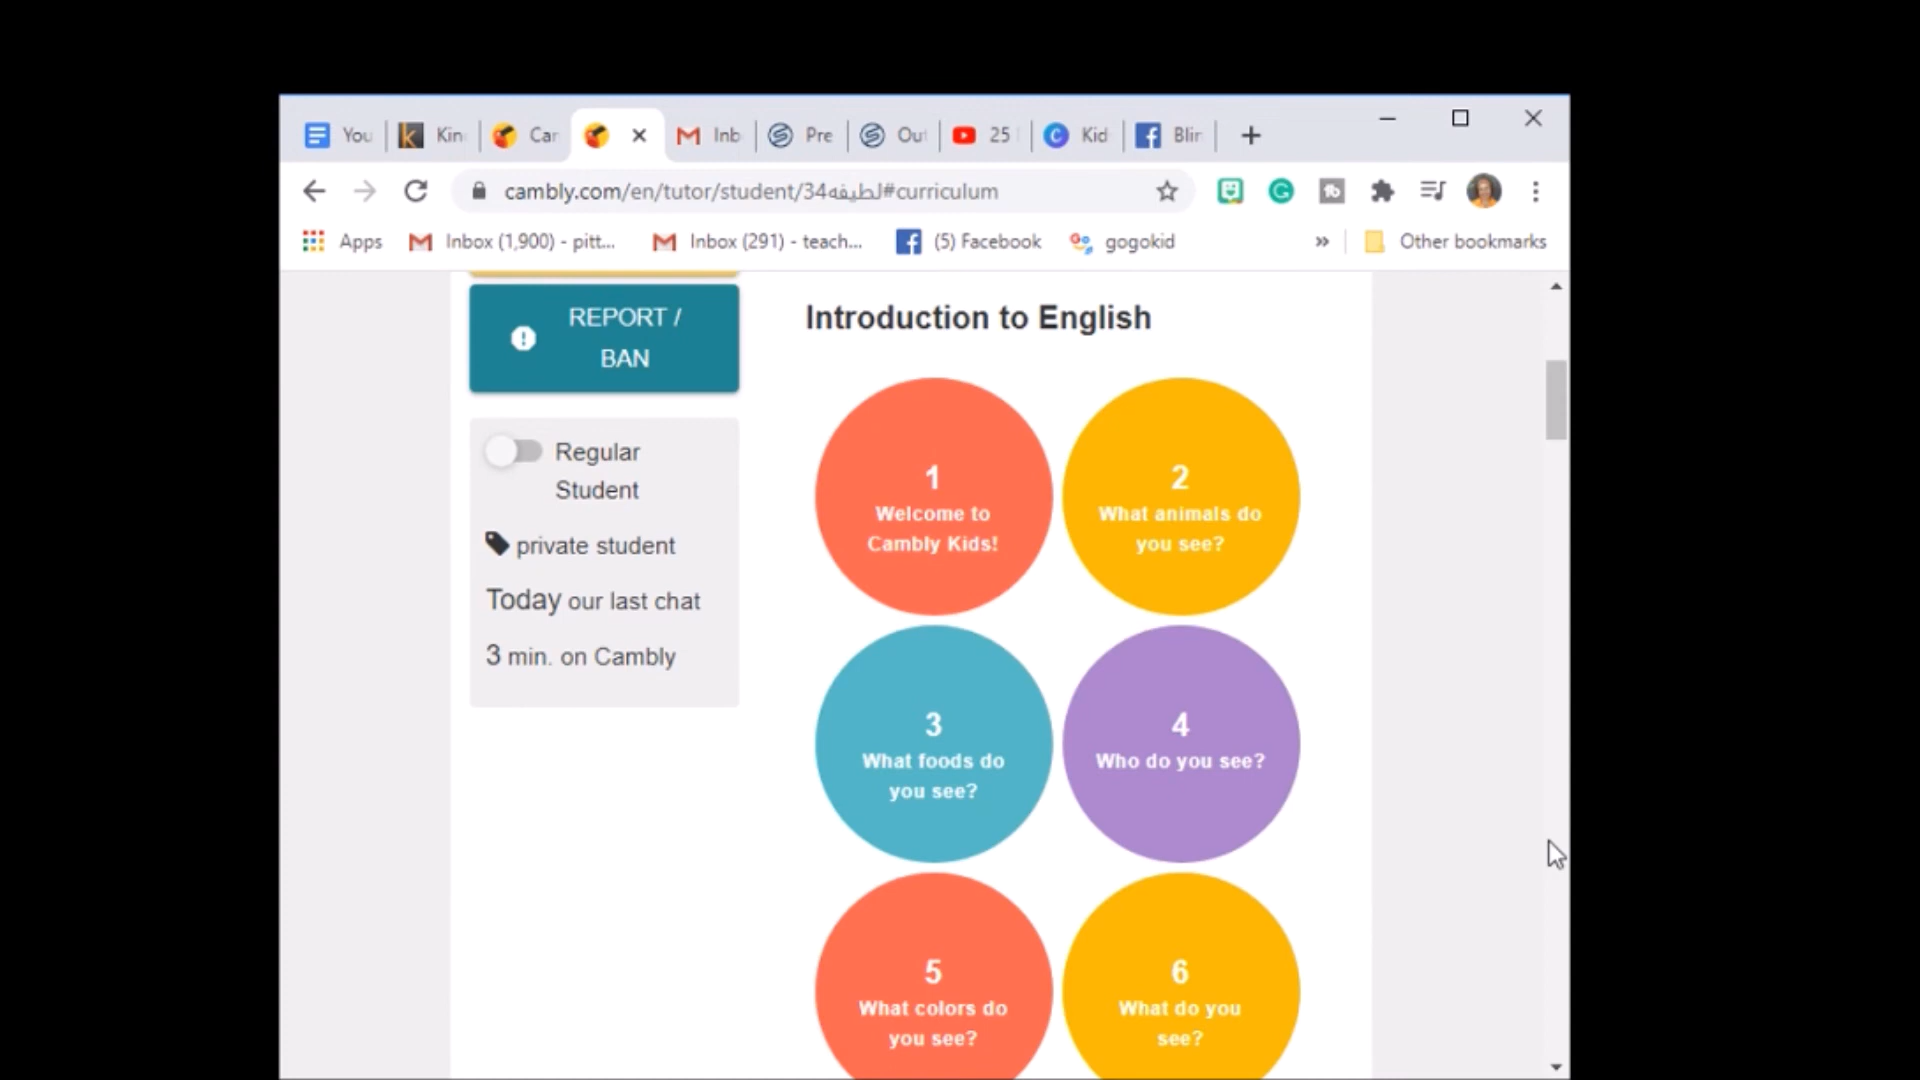 You
Kin
Car
Inb
Pre
Out
25
Kid
Blin
cambly.com/en/tutor/student/34لطيفه#curriculum
Apps
Inbox (1,900) - pitt...
Inbox (291) - teach...
(5) Facebook
gogokid
Other bookmarks
REPORT /
BAN
Regular
Student
private student
Today our last chat
3 min. on Cambly
Introduction to English
1
Welcome to
Cambly Kids!
2
What animals do
you see?
3
What foods do
you see?
4
Who do you see?
5
What colors do
you see?
6
What do you
see?